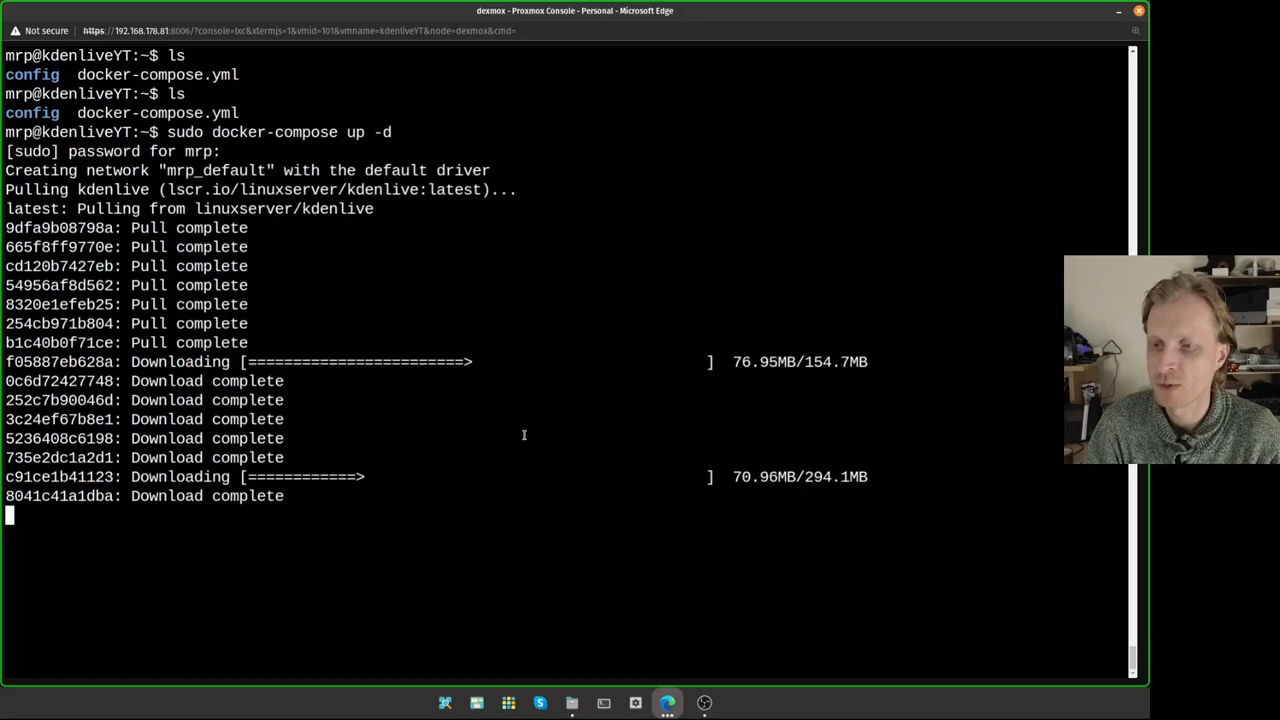 dexmox - Proxmox Console - Personal - Microsoft Edge
Not secure https://192.168.178.81:8006/?console=lxc&xtermjs=1&vmid=101&vmname=kdenliveYT&node=dexmox&cmd=
mrp@kdenliveYT:~$ ls
config docker-compose.yml
mrp@kdenliveYT:~$ ls
config docker-compose.yml
mrp@kdenliveYT:~$ sudo docker-compose up -d
[sudo] password for mrp:
Creating network "mrp_default" with the default driver
Pulling kdenlive (lscr.io/linuxserver/kdenlive:latest)...
latest: Pulling from linuxserver/kdenlive
9dfa9b08798a: Pull complete
665f8ff9770e: Pull complete
cd120b7427eb: Pull complete
54956af8d562: Pull complete
8320e1efeb25: Pull complete
254cb971b804: Pull complete
b1c40b0f71ce: Pull complete
f05887eb628a: Downloading [========================> ] 76.95MB/154.7MB
0c6d72427748: Download complete
252c7b90046d: Download complete
3c24ef67b8e1: Download complete
5236408c6198: Download complete
735e2dc1a2d1: Download complete
c91ce1b41123: Downloading [============> ] 70.96MB/294.1MB
8041c41a1dba: Download complete